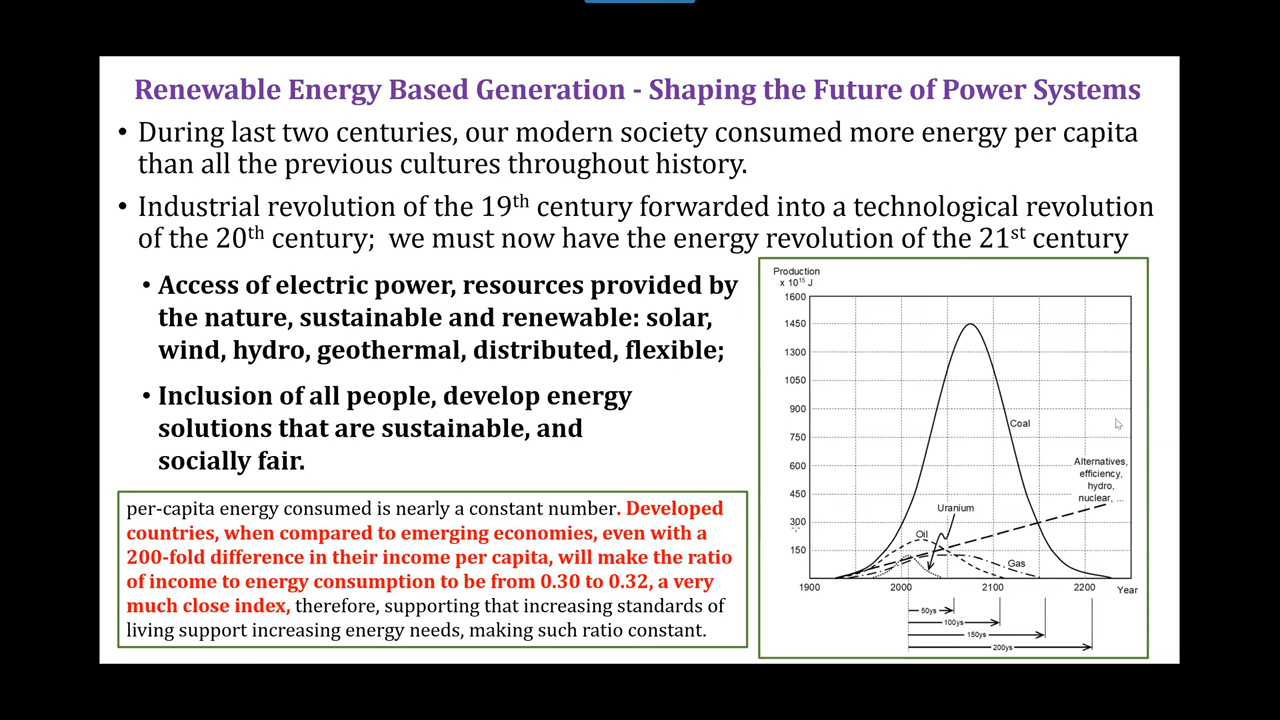 Renewable Energy Based Generation - Shaping the Future of Power Systems
• During last two centuries, our modern society consumed more energy per capita
than all the previous cultures throughout history.
• Industrial revolution of the 19th century forwarded into a technological revolution
of the 20th century;  we must now have the energy revolution of the 21st century
• Access of electric power, resources provided by
the nature, sustainable and renewable: solar,
wind, hydro, geothermal, distributed, flexible;
• Inclusion of all people, develop energy
solutions that are sustainable, and
socially fair.
per-capita energy consumed is nearly a constant number. Developed
countries, when compared to emerging economies, even with a
200-fold difference in their income per capita, will make the ratio
of income to energy consumption to be from 0.30 to 0.32, a very
much close index, therefore, supporting that increasing standards of
living support increasing energy needs, making such ratio constant.
Production
x 10¹⁵ J
1600
1450
1300
1050
900
750
600
450
300
150
Coal
Alternatives,
efficiency,
hydro,
nuclear, ...
Uranium
Oil
Gas
1900 2000 2100 2200 Year
50ys
100ys
150ys
200ys